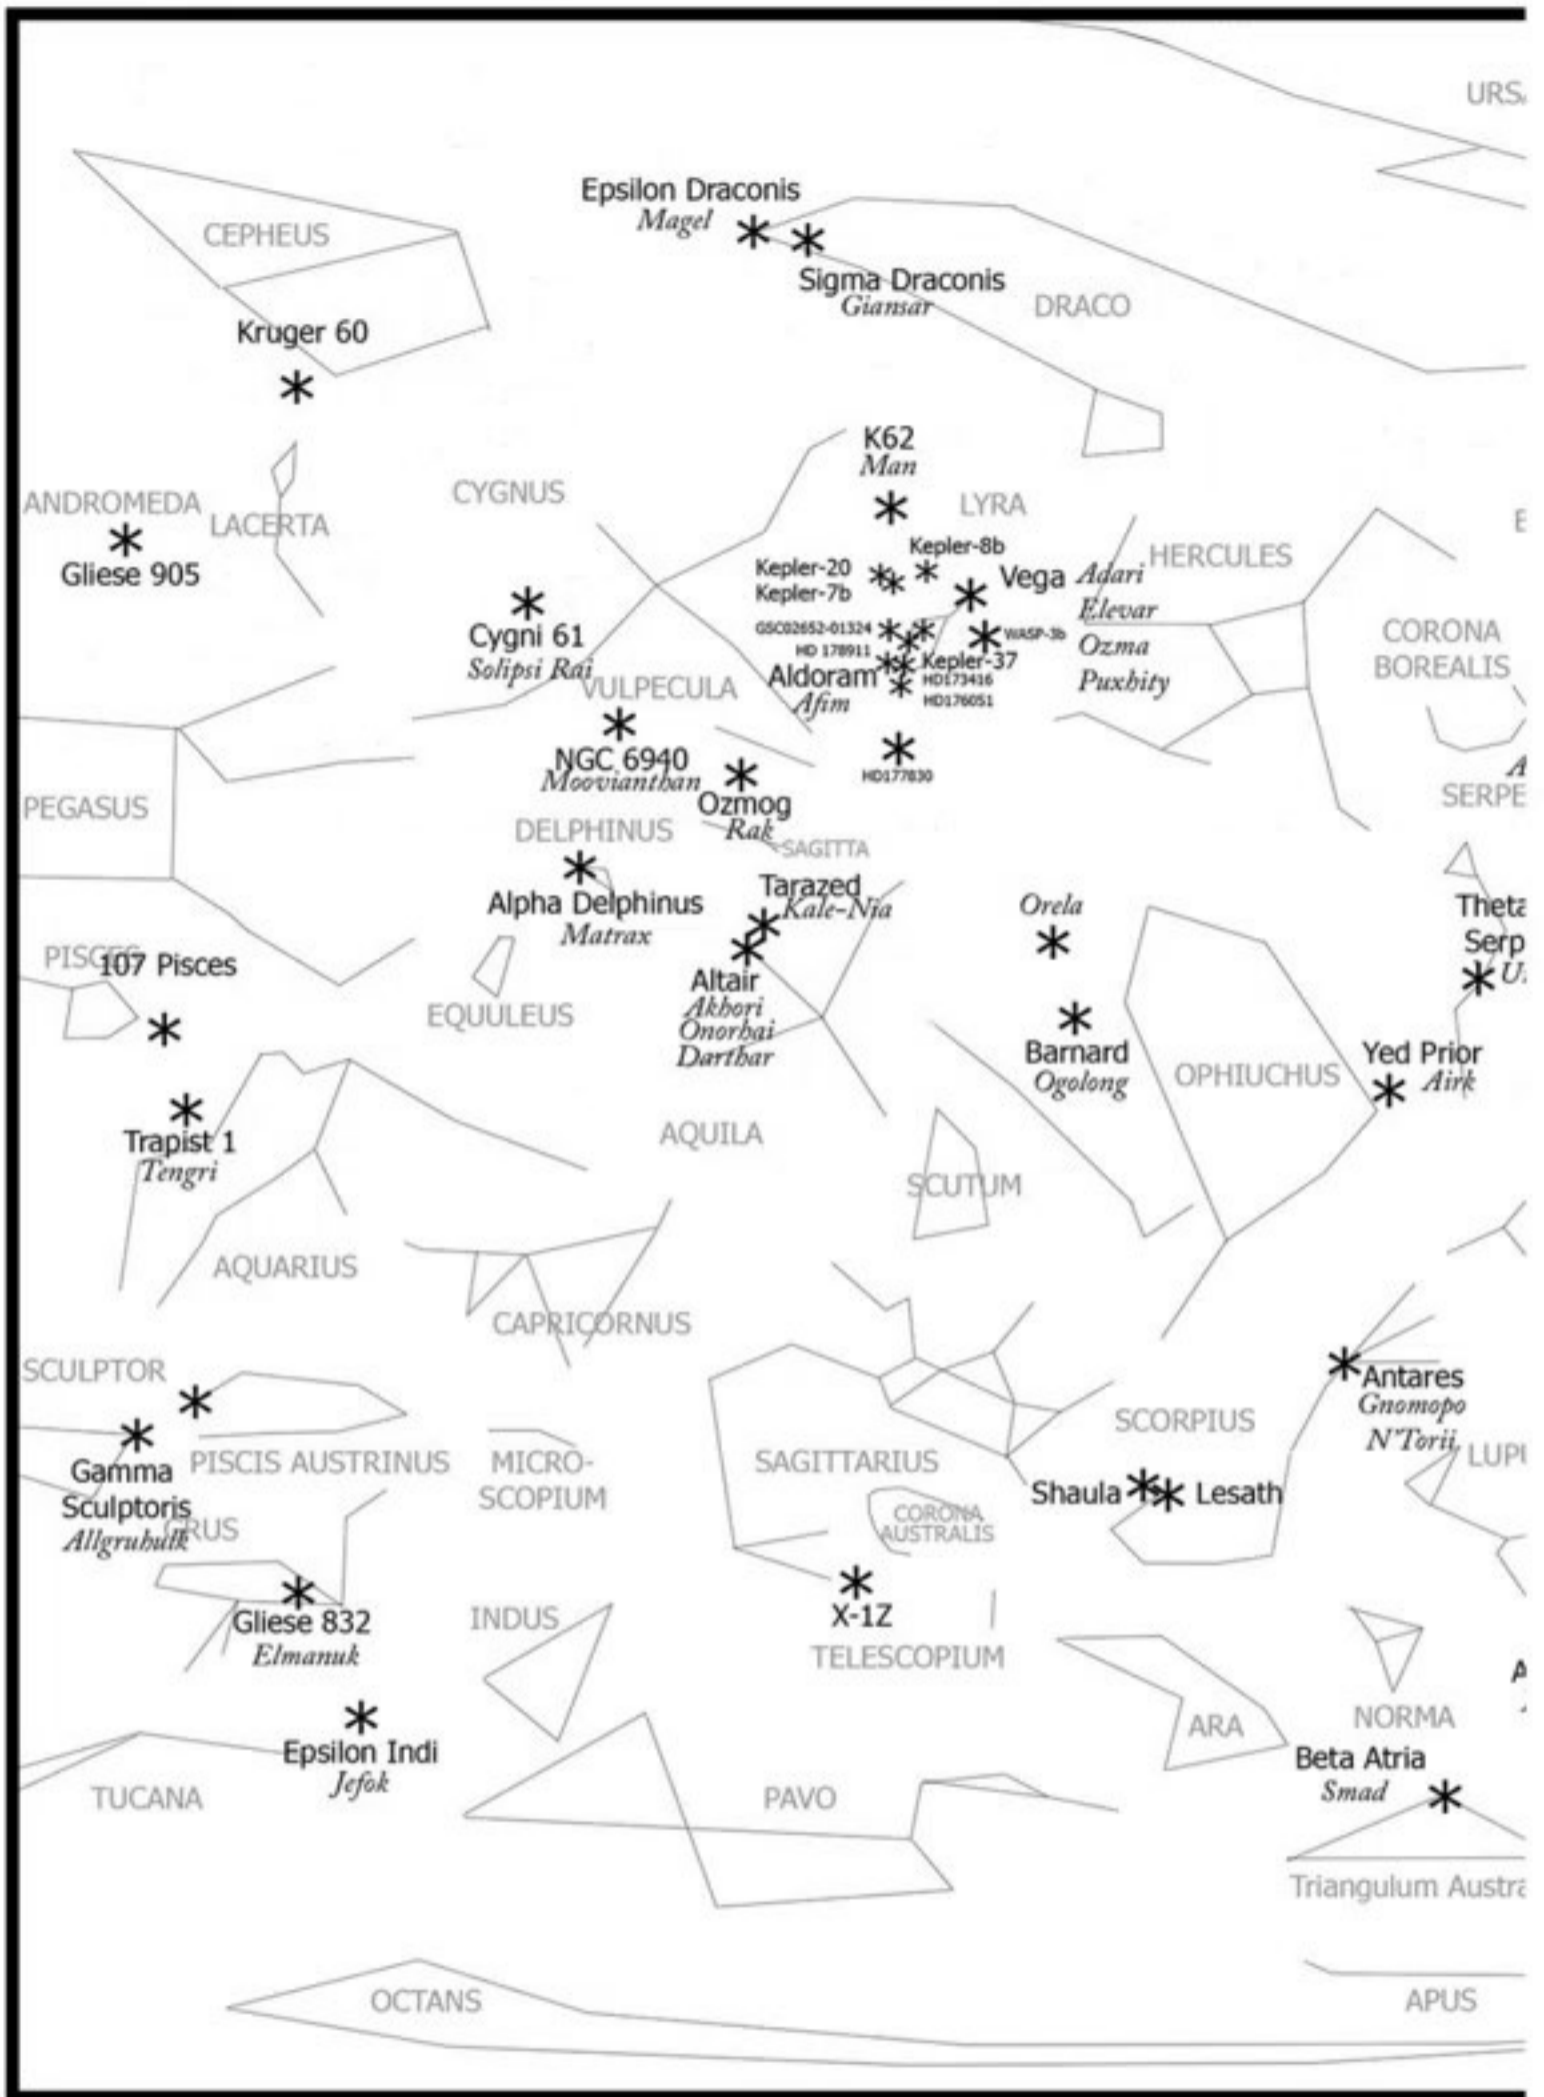 URSA
Epsilon Draconis
Magel
CEPHEUS
Sigma Draconis
Giansar
DRACO
Kruger 60
K62
Man
CYGNUS
LYRA
ANDROMEDA
LACERTA
Kepler-8b
HERCULES
Gliese 905
Kepler-20
Kepler-7b
Vega
Adari
Elevar
Ozma
Puxhity
Cygni 61
Solipsi Rai
GSC02652-01324
HD 178911
WASP-3b
Kepler-37
HD173416
HD176051
Aldoram
Afim
CORONA
BOREALIS
VULPECULA
NGC 6940
Moovianthan
HD177830
Ozmog
Rak
PEGASUS
SERPE
DELPHINUS
SAGITTA
Tarazed
Kale-Nia
Alpha Delphinus
Matrax
Orela
Theta
Serp
PISCES
107 Pisces
Altair
Akhori
Onorhai
Darthar
EQUULEUS
Barnard
Ogolong
OPHIUCHUS
Yed Prior
Airk
Trapist 1
Tengri
AQUILA
SCUTUM
AQUARIUS
CAPRICORNUS
SCULPTOR
Antares
Gnomopo
N'Torii
SCORPIUS
Gamma
Sculptoris
Allgruhulk
PISCIS AUSTRINUS
MICRO-
SCOPIUM
SAGITTARIUS
LUPU
Shaula
Lesath
CORONA
AUSTRALIS
GRUS
Gliese 832
Elmanuk
INDUS
X-1Z
TELESCOPIUM
ARA
NORMA
Epsilon Indi
Jefok
Beta Atria
Smad
TUCANA
PAVO
Triangulum Austra
OCTANS
APUS